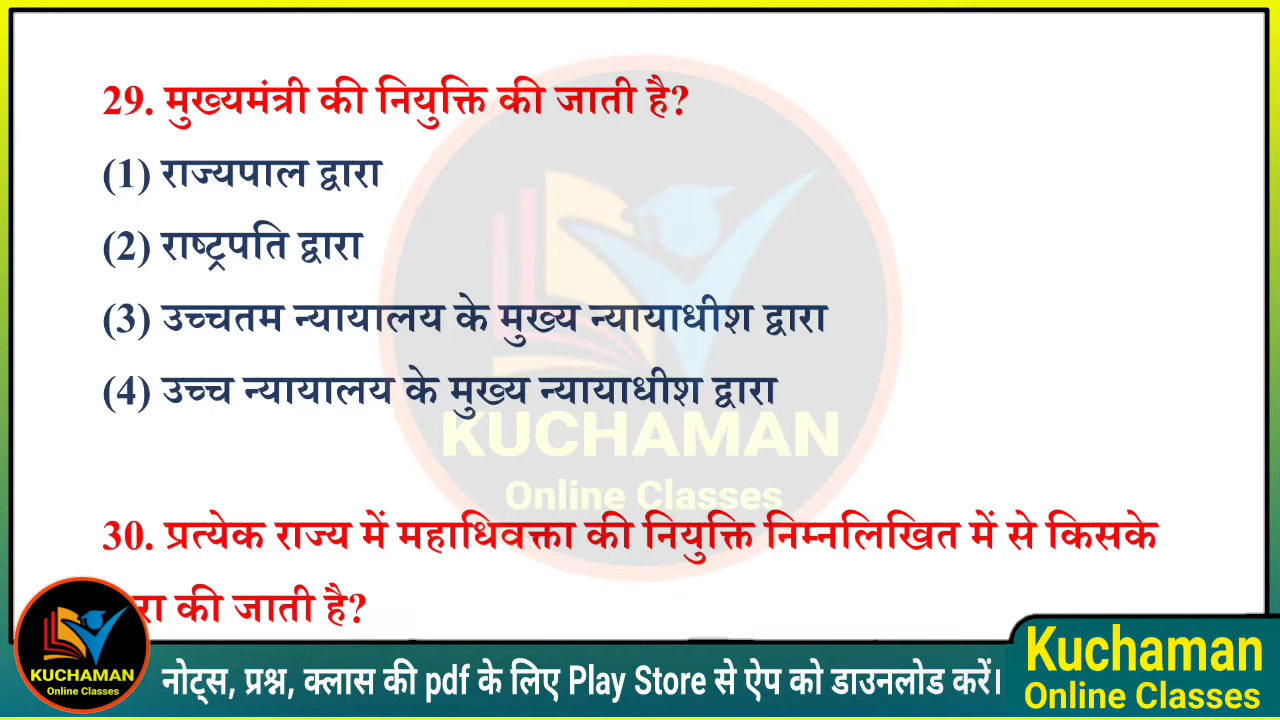 29. मुख्यमंत्री की नियुक्ति की जाती है?
(1) राज्यपाल द्वारा
(2) राष्ट्रपति द्वारा
(3) उच्चतम न्यायालय के मुख्य न्यायाधीश द्वारा
(4) उच्च न्यायालय के मुख्य न्यायाधीश द्वारा
KUCHAMAN
Online Classes
30. प्रत्येक राज्य में महाधिवक्ता की नियुक्ति निम्नलिखित में से किसके
की जाती है?
KUCHAMAN
Online Classes
नोट्स, प्रश्न, क्लास की pdf के लिए Play Store से ऐप को डाउनलोड करें।
Kuchaman
Online Classes